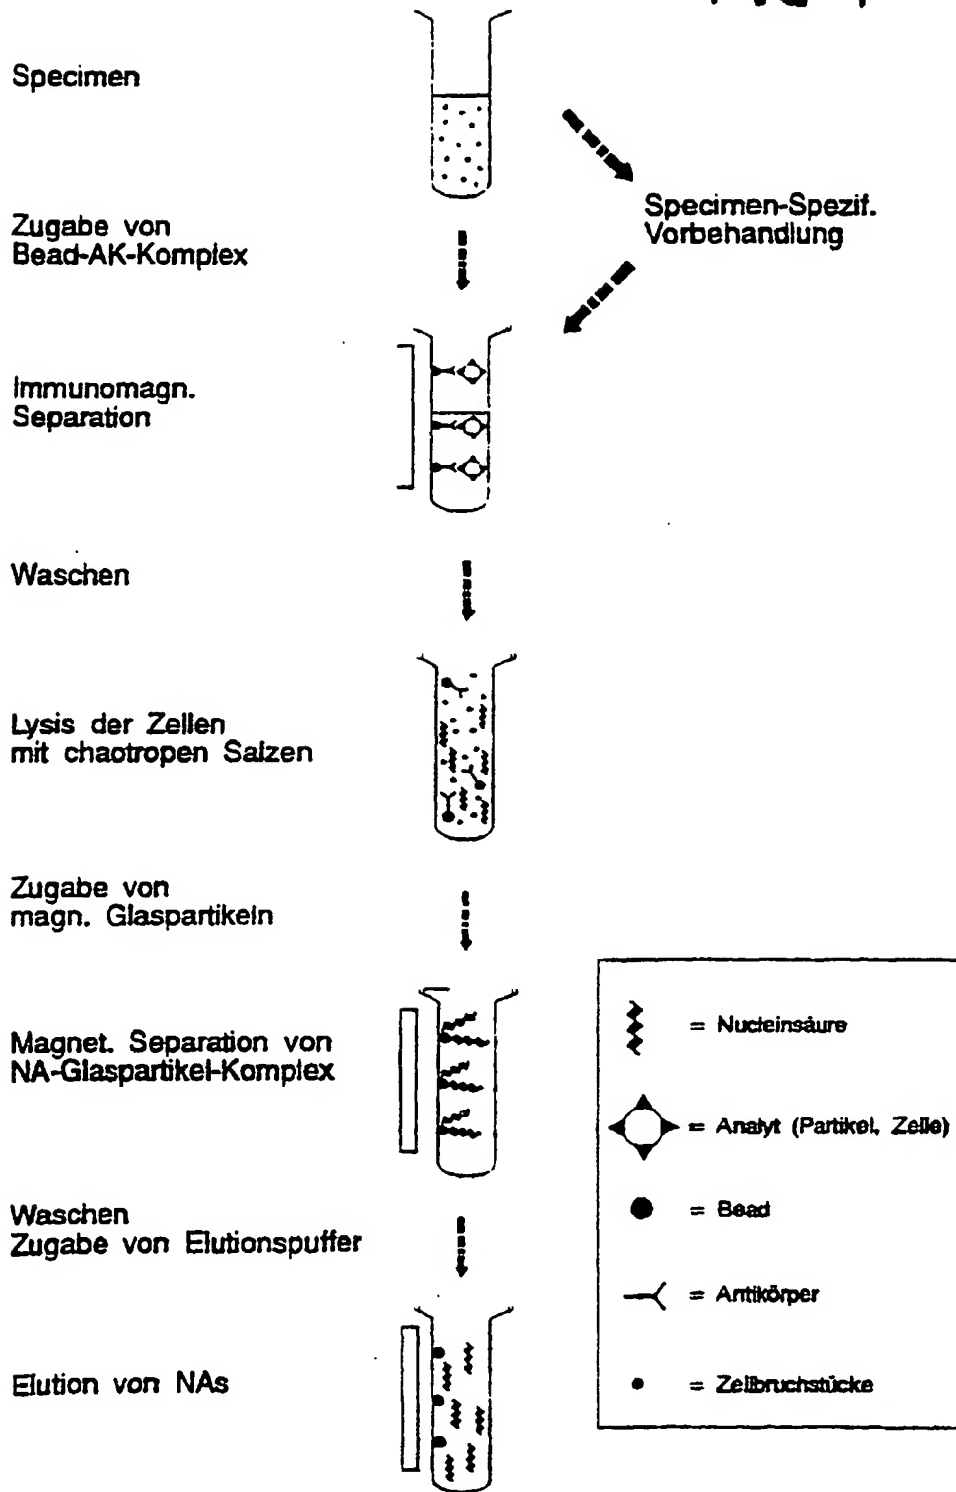 Specimen
Zugabe von
Bead-AK-Komplex
Specimen-Spezif.
Vorbehandlung
Immunomagn.
Separation
Waschen
Lysis der Zellen
mit chaotropen Salzen
Zugabe von
magn. Glaspartikeln
Magnet. Separation von
NA-Glaspartikel-Komplex
Waschen
Zugabe von Elutionspuffer
Elution von NAs
= Nucleinsäure
= Analyt (Partikel, Zelle)
= Bead
= Antikörper
= Zellbruchstücke